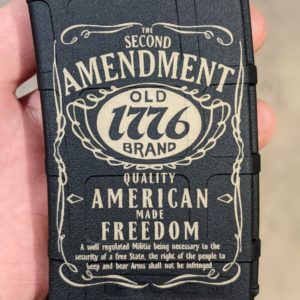 THE
SECOND
AMENDMENT
OLD
1776
BRAND
QUALITY
AMERICAN
MADE
FREEDOM
A well regulated Militia being necessary to the
security of a free State, the right of the people to
keep and bear Arms shall not be infringed